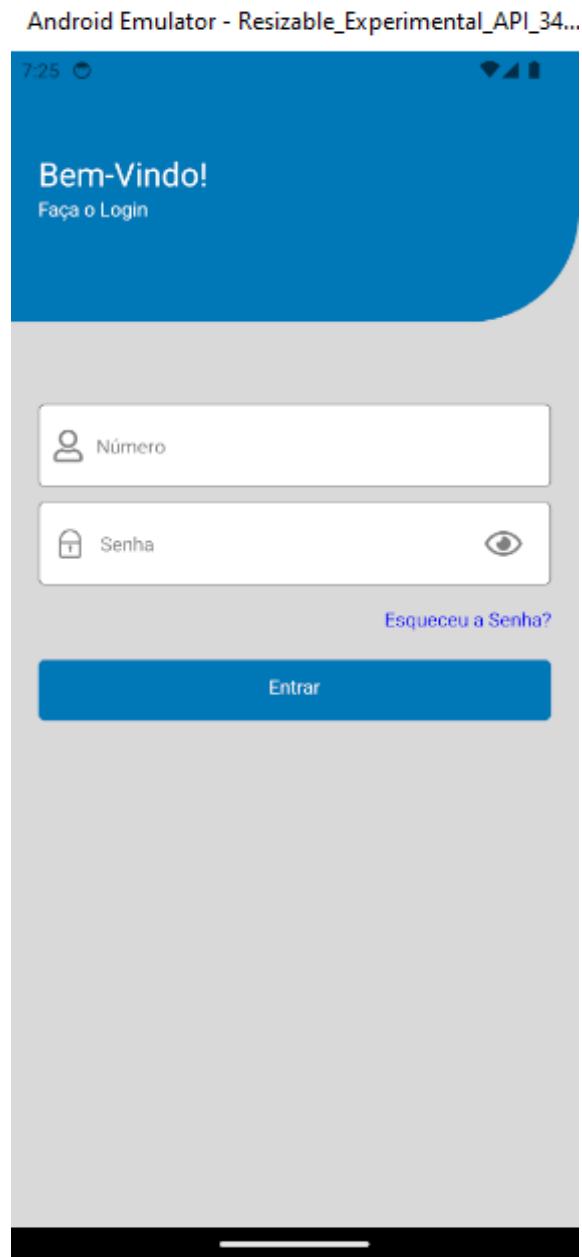 Android Emulator - Resizable_Experimental_API_34...
7:25
Bem-Vindo!
Faça o Login
Número
Senha
Esqueceu a Senha?
Entrar